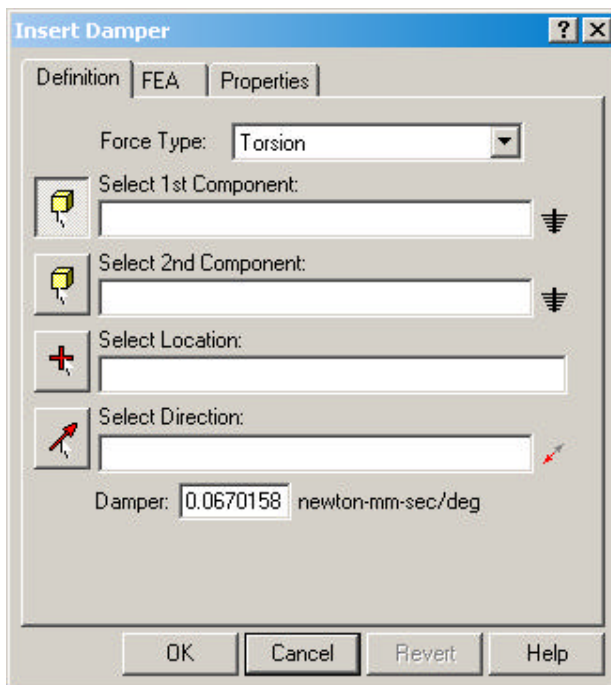 Insert Damper
Definition FEA Properties
Force Type: Torsion
Select 1st Component:
Select 2nd Component:
Select Location:
Select Direction:
Damper: 0.0670158 newton-mm-sec/deg
OK Cancel Revert Help